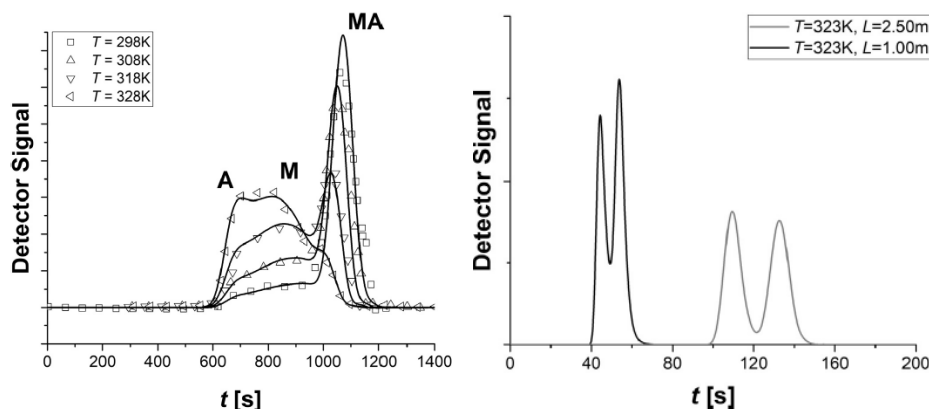 T = 298K
T = 308K
T = 318K
T = 328K
MA
A
M
Detector Signal
0 200 400 600 800 1000 1200 1400
t [s]
T=323K, L=2.50m
T=323K, L=1.00m
Detector Signal
0 40 80 120 160 200
t [s]